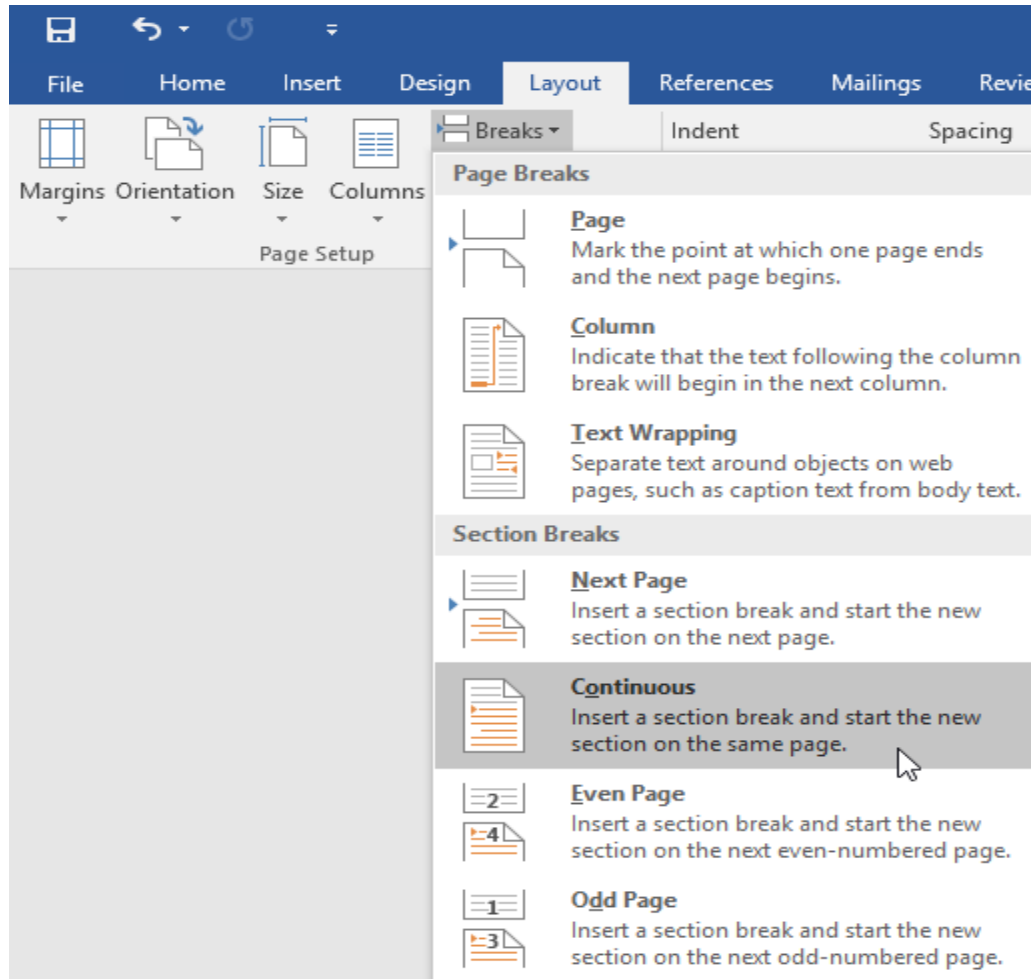 File Home Insert Design Layout References Mailings Revie
Breaks Indent Spacing
Margins Orientation Size Columns
Page Setup
Page Breaks
Page
Mark the point at which one page ends
and the next page begins.
Column
Indicate that the text following the column
break will begin in the next column.
Text Wrapping
Separate text around objects on web
pages, such as caption text from body text.
Section Breaks
Next Page
Insert a section break and start the new
section on the next page.
Continuous
Insert a section break and start the new
section on the same page.
2
4
Even Page
Insert a section break and start the new
section on the next even-numbered page.
1
3
Odd Page
Insert a section break and start the new
section on the next odd-numbered page.